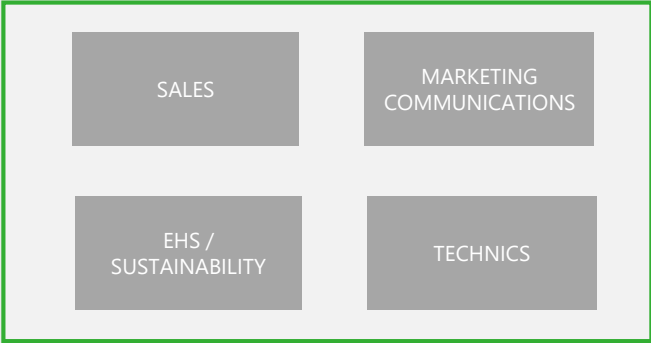 SALES
MARKETING
COMMUNICATIONS
EHS /
SUSTAINABILITY
TECHNICS